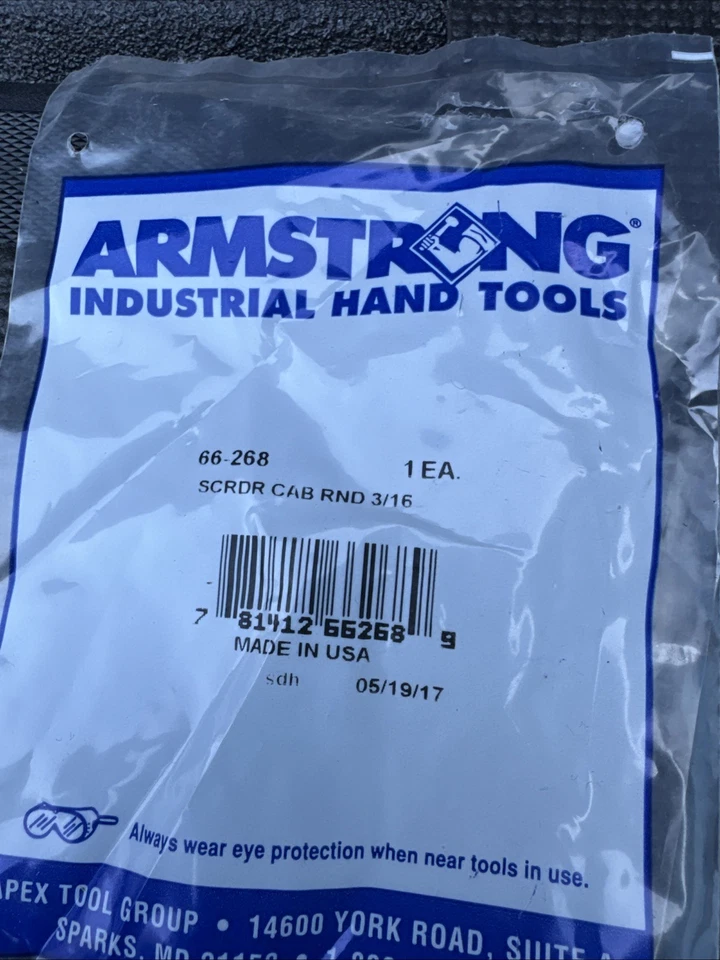 ARMSTRONG®
INDUSTRIAL HAND TOOLS
66-268 1 EA.
SCRDR CAB RND 3/16
7 81412 66268 9
MADE IN USA
sdh 05/19/17
Always wear eye protection when near tools in use.
APEX TOOL GROUP • 14600 YORK ROAD, SUITE A
SPARKS, MD